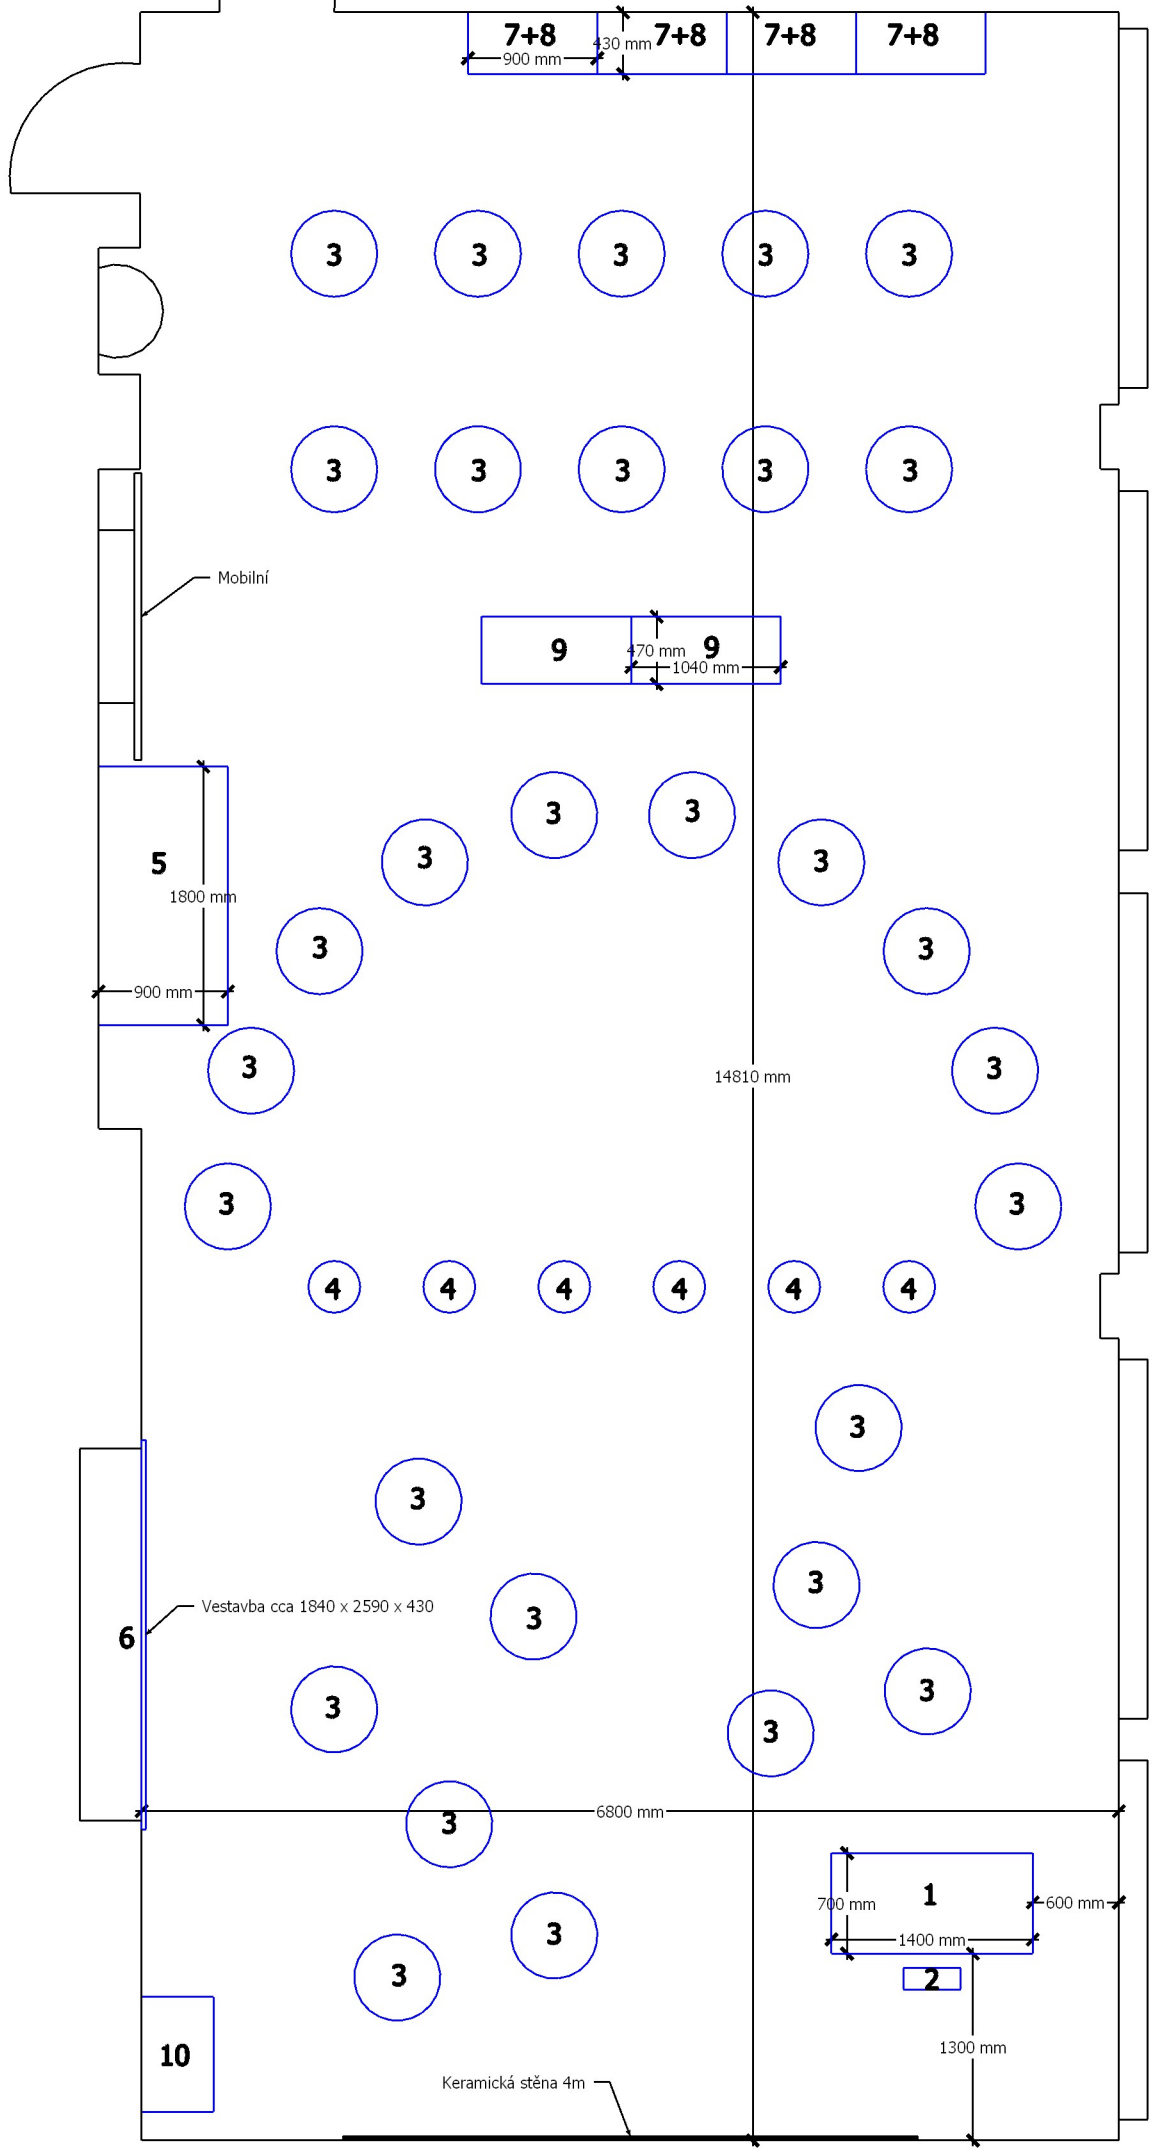 7+8 7+8 7+8 7+8
430 mm
900 mm
3 3 3 3 3
3 3 3 3 3
Mobilní
9 9
470 mm
1040 mm
3 3
3 3
5
1800 mm
3 3
900 mm
3 3
14810 mm
3 3
4 4 4 4 4 4
3
3
3
Vestavba cca 1840 x 2590 x 430
3
6
3
3
3
6800 mm
3
1
700 mm
600 mm
3
1400 mm
3
2
10
1300 mm
Keramická stěna 4m